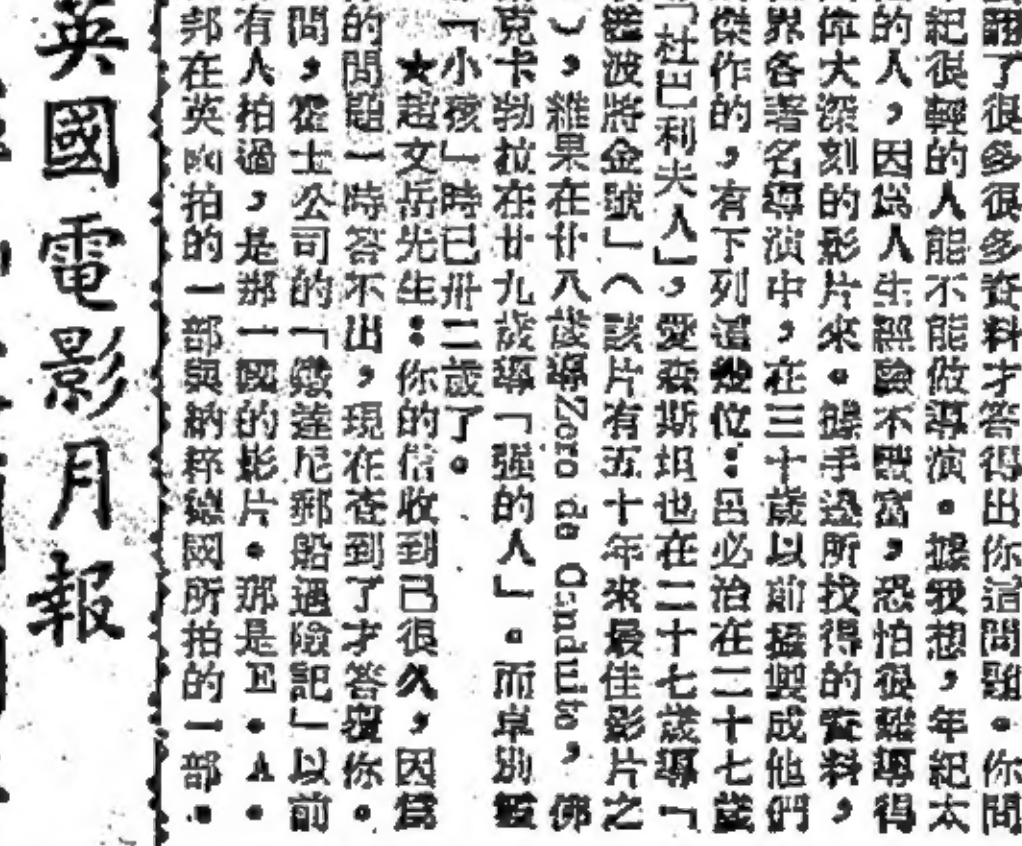 翻了很多很多資料才答得出你這問題。你問
年紀很輕的人能不能做導演。據我想，年紀太
的人，因爲人生經驗不豐富，恐怕很難導得
偉大深刻的影片來。據手邊所找得的資料，
世界各著名導演中，在三十歲以前攝製成他們
傑作的，有下列這幾位：呂必治在二十七歲
「杜巴利夫人」，愛森斯坦也在二十七歲導「
波將金號」（該片有五十年來最佳影片之
），維果在廿八歲導Zero de Conduite，佛
克卡勃拉在廿九歲導「强的人」。而卓別
「小孩」時已卅二歲了。
★趙文岳先生：你的信收到已很久，因爲
的問題一時答不出，現在查到了才答覆你。
問，霍士公司的「鐵達尼郵船遇險記」以前
有人拍過，是那一國的影片。那是E．A．
邦在英國拍的一部與納粹德國所拍的一部。
英國電影月報